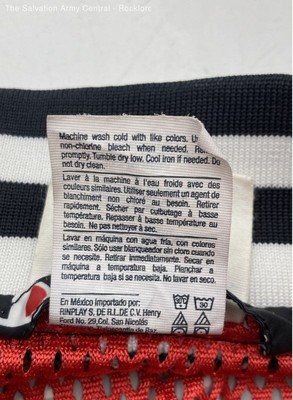 The Salvation Army Central - Rockford
Machine wash cold with like colors. U
non-chlorine bleach when needed. Re
promptly. Tumble dry low. Cool iron if needed. Do
not dry clean.
Laver à la machine à l'eau froide avec des
couleurs similaires. Utiliser seulement un agent de
blanchiment non chloré au besoin. Retirer
rapidement. Sécher par culbutage à basse
température. Repasser à basse température au
besoin. Ne pas nettoyer à sec.
Lavar en máquina con agua fría, con colores
similares. Sólo usar blanqueador sin cloro cuando
se necesite. Retirar immediatamente. Secar en
máquina a temperatura baja. Planchar a
temperatura baja si se necesita. No lavar en seco.
En México importado por:
RINPLAY S, DE R.L.DE C.V. Henry
Ford No. 29,Col. San Nicolás
de Paz
30